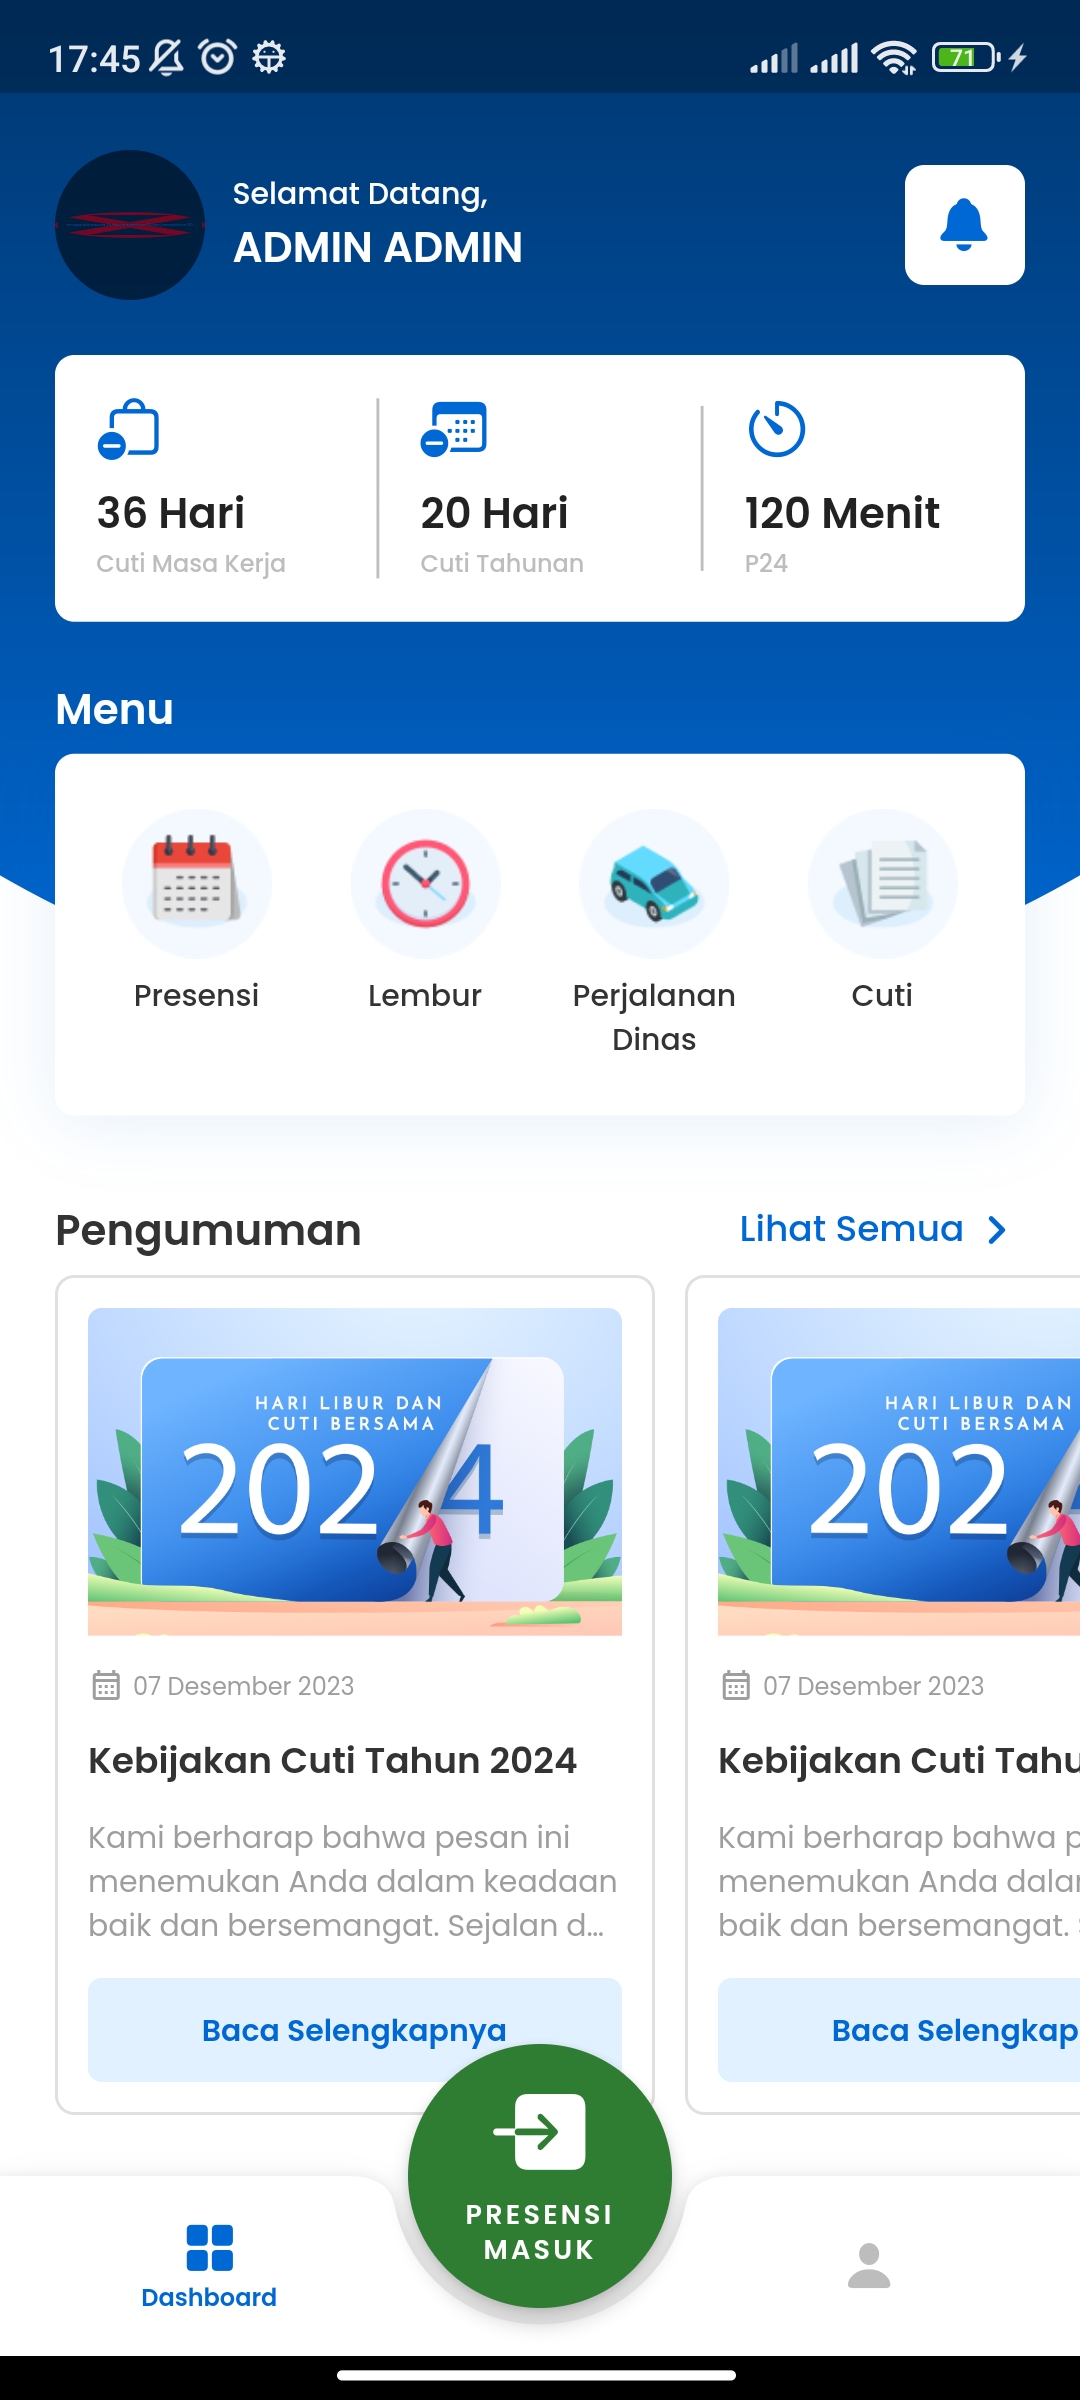 17:45
71
Selamat Datang,
ADMIN ADMIN
36 Hari
Cuti Masa Kerja
20 Hari
Cuti Tahunan
120 Menit
P24
Menu
Presensi
Lembur
Perjalanan
Dinas
Cuti
Pengumuman
Lihat Semua
HARI LIBUR DAN
CUTI BERSAMA
2024
07 Desember 2023
Kebijakan Cuti Tahun 2024
Kami berharap bahwa pesan ini
menemukan Anda dalam keadaan
baik dan bersemangat. Sejalan d...
Baca Selengkapnya
HARI LIBUR DAN
CUTI BERSAMA
202
07 Desember 2023
Kebijakan Cuti Tahu
Kami berharap bahwa p
menemukan Anda dalar
baik dan bersemangat.
Baca Selengkap
PRESENSI
MASUK
Dashboard